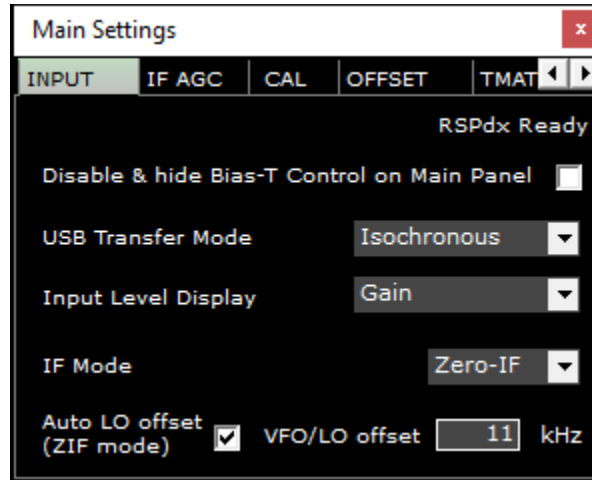 Main Settings x
INPUT IF AGC CAL OFFSET TMAT
RSPdx Ready
Disable & hide Bias-T Control on Main Panel
USB Transfer Mode Isochronous
Input Level Display Gain
IF Mode Zero-IF
Auto LO offset
(ZIF mode) VFO/LO offset 11 kHz